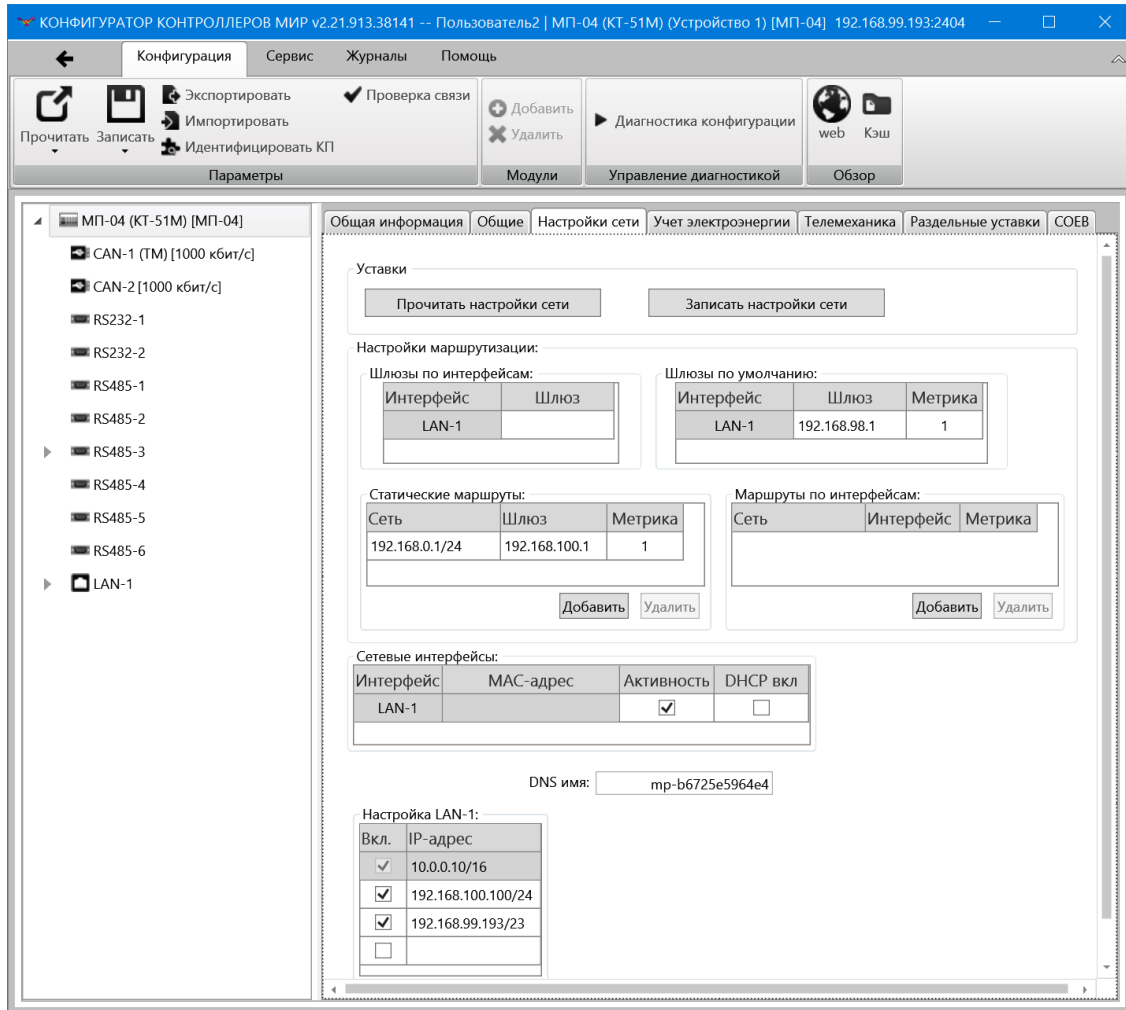 КОНФИГУРАТОР КОНТРОЛЛЕРОВ МИР v2.21.913.38141 -- Пользователь2 | МП-04 (КТ-51М) (Устройство 1) [МП-04] 192.168.99.193:2404
Конфигурация Сервис Журналы Помощь
Прочитать Записать
Экспортировать
Импортировать
Идентифицировать КП
Проверка связи
Параметры
Добавить
Удалить
Модули
Диагностика конфигурации
Управление диагностикой
web Кэш
Обзор
МП-04 (КТ-51М) [МП-04]
CAN-1 (ТМ) [1000 кбит/с]
CAN-2 [1000 кбит/с]
RS232-1
RS232-2
RS485-1
RS485-2
RS485-3
RS485-4
RS485-5
RS485-6
LAN-1
Общая информация Общие Настройки сети Учет электроэнергии Телемеханика Раздельные уставки СОЕВ
Уставки
Прочитать настройки сети Записать настройки сети
Настройки маршрутизации:
Шлюзы по интерфейсам:
Интерфейс Шлюз
LAN-1
Шлюзы по умолчанию:
Интерфейс Шлюз Метрика
LAN-1 192.168.98.1 1
Статические маршруты:
Сеть Шлюз Метрика
192.168.0.1/24 192.168.100.1 1
Добавить Удалить
Маршруты по интерфейсам:
Сеть Интерфейс Метрика
Добавить Удалить
Сетевые интерфейсы:
Интерфейс MAC-адрес Активность DHCP вкл
LAN-1
DNS имя: mp-b6725e5964e4
Настройка LAN-1:
Вкл. IP-адрес
10.0.0.10/16
192.168.100.100/24
192.168.99.193/23